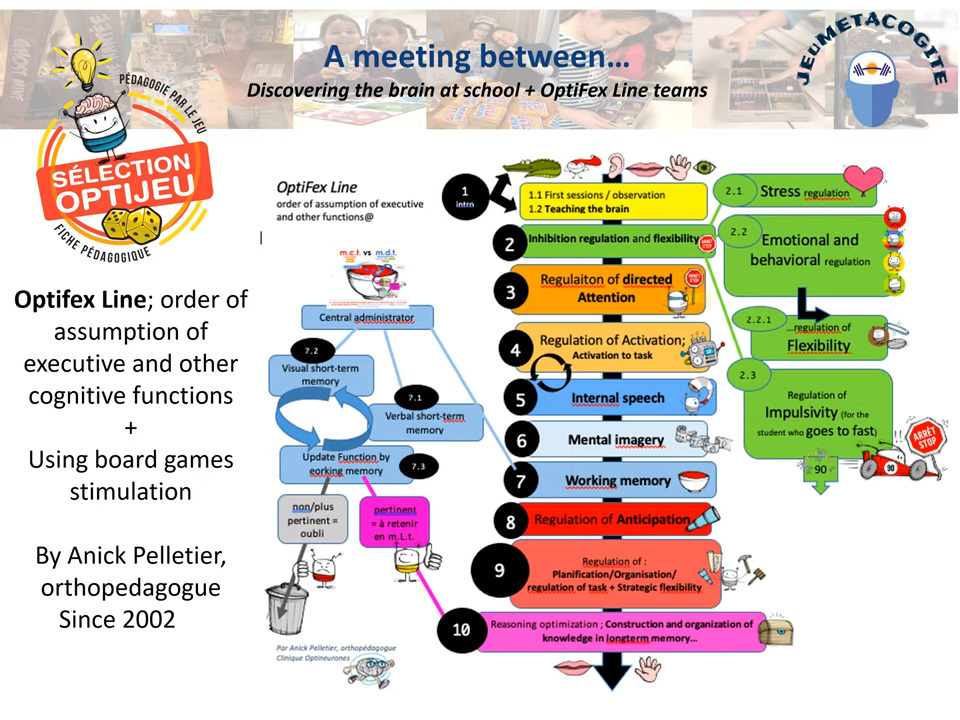 A meeting between…
Discovering the brain at school + OptiFex Line teams
JEUMETACOGITE
PÉDAGOGIE PAR LE JEU
SÉLECTION
OPTIJEU
FICHE PÉDAGOGIQUE
Optifex Line; order of
assumption of
executive and other
cognitive functions
+
Using board games
stimulation
By Anick Pelletier,
orthopedagogue
Since 2002
OptiFex Line
order of assumption of executive
and other functions@
m.c.t. vs m.d.t.
Central administrator
7.2
Visual short-term
memory
7.1
Verbal short-term
memory
Update Function by
eorking memory
7.3
non/plus
pertinent =
oubli
pertinent
= à retenir
en m.L.t.
Par Anick Pelletier, orthopédagogue
Clinique Optineurones
1
intro
1.1 First sessions / observation
1.2 Teaching the brain
2
Inhibition regulation and flexibility
ARRÊT
STOP
3
Regulaiton of directed
Attention
4
Regulation of Activation;
Activation to task
5
Internal speech
6
Mental imagery
7
Working memory
8
Regulation of Anticipation
9
Regulation of :
Planification/Organisation/
regulation of task + Strategic flexibility
10
Reasoning optimization ; Construction and organization of
knowledge in longterm memory…
2.1
Stress regulation
2.2
Emotional and
behavioral regulation
2.2.1
…regulation of
Flexibility
2.3
Regulation of
Impulsivity (for the
student who goes to fast)
90
ARRÊT
STOP
90